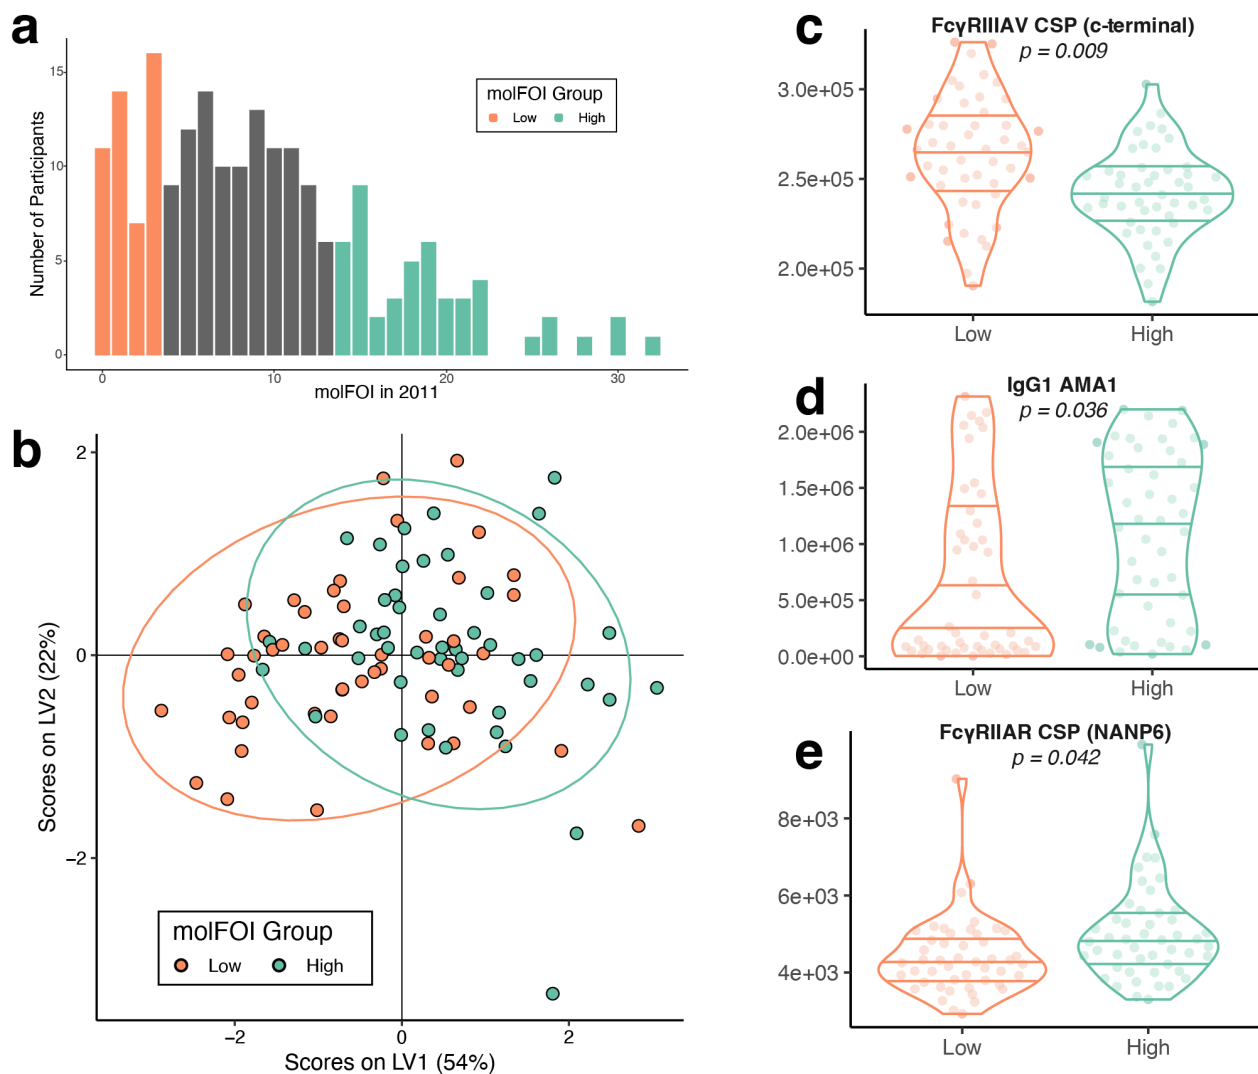 a
15
10
5
0
Number of Participants
0
10
20
30
molFOI in 2011
molFOI Group
Low
High
b
2
0
−2
Scores on LV2 (22%)
molFOI Group
Low
High
−2
0
2
Scores on LV1 (54%)
c
FcγRIIIAV CSP (c-terminal)
p = 0.009
3.0e+05
2.5e+05
2.0e+05
Low
High
d
IgG1 AMA1
p = 0.036
2.0e+06
1.5e+06
1.0e+06
5.0e+05
0.0e+00
Low
High
e
FcγRIIAR CSP (NANP6)
p = 0.042
8e+03
6e+03
4e+03
Low
High